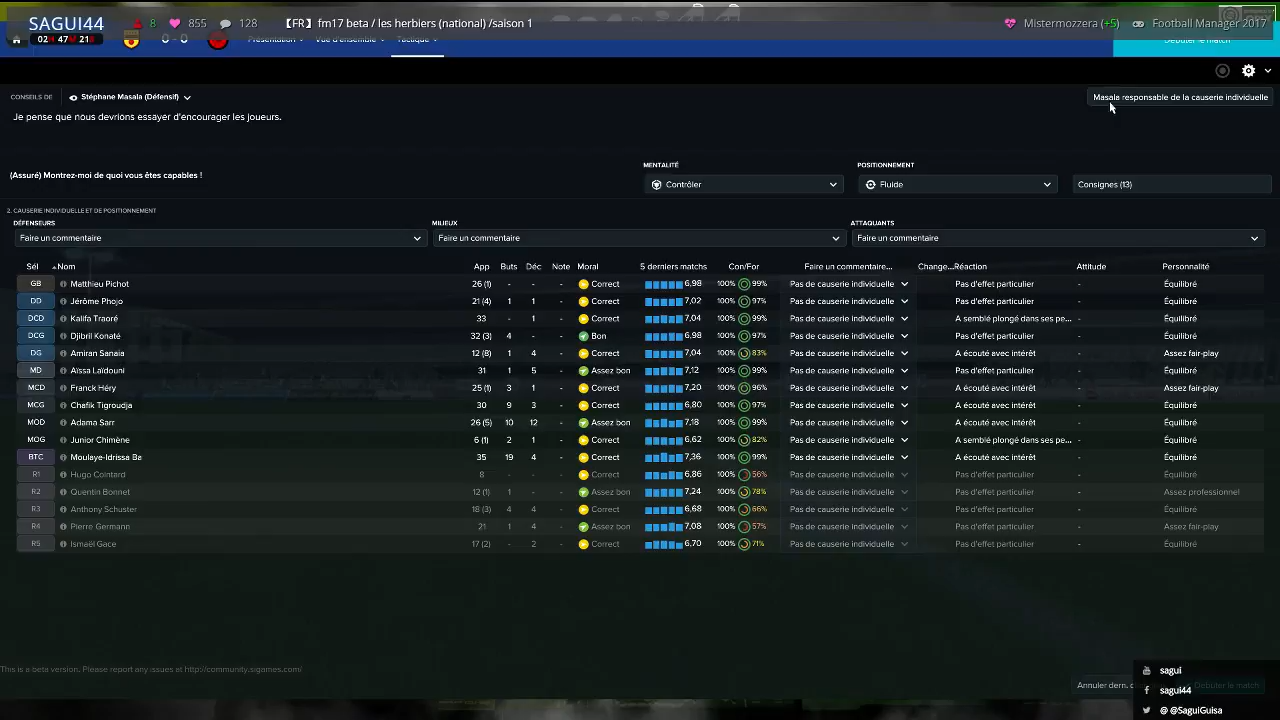 SAGUI44
8 855 128
【FR】 fm17 beta / les herbiers (national) /saison 1
Mistermozzera (+5)
Football Manager 2017
02H 47M 21S
0 - 0
Présentation
Vue d'ensemble
Tactique
Débuter le match
CONSEILS DE
Stéphane Masala (Défensif)
Masala responsable de la causerie individuelle
Je pense que nous devrions essayer d'encourager les joueurs.
(Assuré) Montrez-moi de quoi vous êtes capables !
MENTALITÉ
Contrôler
POSITIONNEMENT
Fluide
Consignes (13)
2. CAUSERIE INDIVIDUELLE ET DE POSITIONNEMENT
DÉFENSEURS MILIEUX ATTAQUANTS
Faire un commentaire Faire un commentaire Faire un commentaire
Sél Nom App Buts Déc Note Moral 5 derniers matchs Con/For Faire un commentaire... Change... Réaction Attitude Personnalité
GB Matthieu Pichot 26 (1) - - - Correct 6,98 100% 99% Pas de causerie individuelle Pas d'effet particulier - Équilibré
DD Jérôme Phojo 21 (4) 1 1 - Correct 7,02 100% 97% Pas de causerie individuelle Pas d'effet particulier - Équilibré
DCD Kalifa Traoré 33 - 1 - Correct 7,04 100% 99% Pas de causerie individuelle A semblé plongé dans ses pe... - Équilibré
DCG Djibril Konaté 32 (3) 4 - - Bon 6,98 100% 97% Pas de causerie individuelle Pas d'effet particulier - Équilibré
DG Amiran Sanaia 12 (8) 1 4 - Correct 7,04 100% 83% Pas de causerie individuelle A écouté avec intérêt - Assez fair-play
MD Aïssa Laïdouni 31 1 5 - Assez bon 7,12 100% 99% Pas de causerie individuelle Pas d'effet particulier - Équilibré
MCD Franck Héry 25 (1) 3 1 - Correct 7,20 100% 96% Pas de causerie individuelle A écouté avec intérêt - Assez fair-play
MCG Chafik Tigroudja 30 9 3 - Correct 6,80 100% 97% Pas de causerie individuelle A écouté avec intérêt - Équilibré
MOD Adama Sarr 26 (5) 10 12 - Assez bon 7,18 100% 99% Pas de causerie individuelle A écouté avec intérêt - Équilibré
MOG Junior Chimène 6 (1) 2 1 - Correct 6,62 100% 82% Pas de causerie individuelle A semblé plongé dans ses pe... - Équilibré
BTC Moulaye-Idrissa Ba 35 19 4 - Correct 7,36 100% 99% Pas de causerie individuelle A écouté avec intérêt - Équilibré
R1 Hugo Cointard 8 - - - Correct 6,86 100% 56% Pas de causerie individuelle Pas d'effet particulier - Équilibré
R2 Quentin Bonnet 12 (1) 1 - - Assez bon 7,24 100% 78% Pas de causerie individuelle Pas d'effet particulier - Assez professionnel
R3 Anthony Schuster 18 (3) 4 4 - Correct 6,68 100% 66% Pas de causerie individuelle Pas d'effet particulier - Équilibré
R4 Pierre Germann 21 1 4 - Assez bon 7,08 100% 57% Pas de causerie individuelle Pas d'effet particulier - Assez fair-play
R5 Ismaël Gace 17 (2) - 2 - Correct 6,70 100% 71% Pas de causerie individuelle Pas d'effet particulier - Équilibré
This is a beta version. Please report any issues at http://community.sigames.com/
sagui
Annuler dern. Débuter le match
sagui44
@ @SaguiGuisa